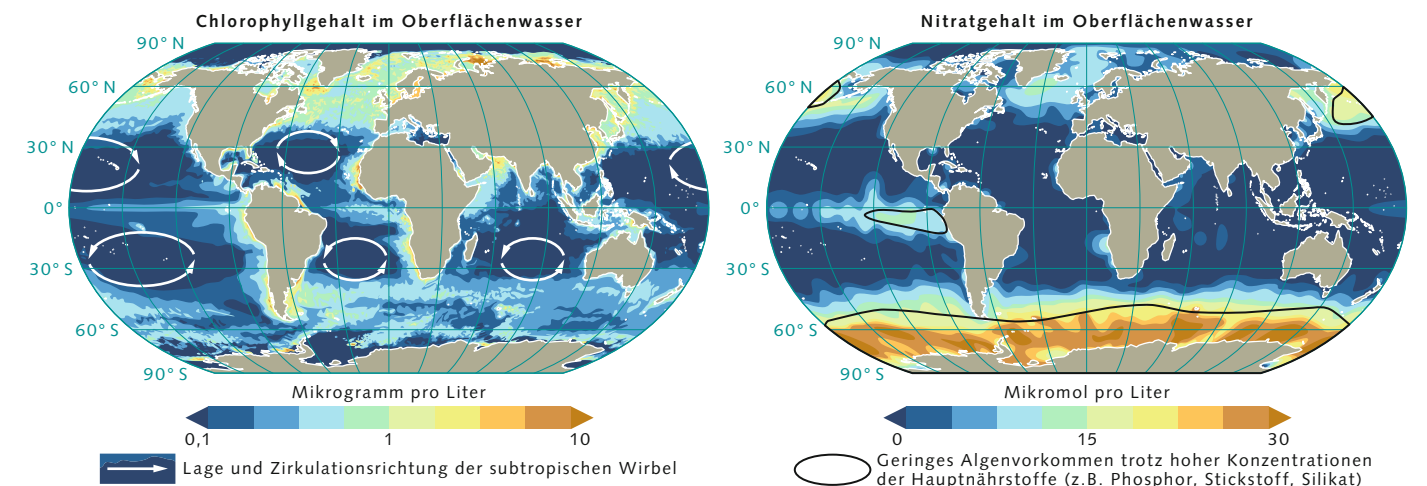 Chlorophyllgehalt im Oberflächenwasser
90° N
60° N
30° N
0°
30° S
60° S
90° S
Mikrogramm pro Liter
0,1 1 10
Lage und Zirkulationsrichtung der subtropischen Wirbel
Nitratgehalt im Oberflächenwasser
90° N
60° N
30° N
0°
30° S
60° S
90° S
Mikromol pro Liter
0 15 30
Geringes Algenvorkommen trotz hoher Konzentrationen
der Hauptnährstoffe (z.B. Phosphor, Stickstoff, Silikat)